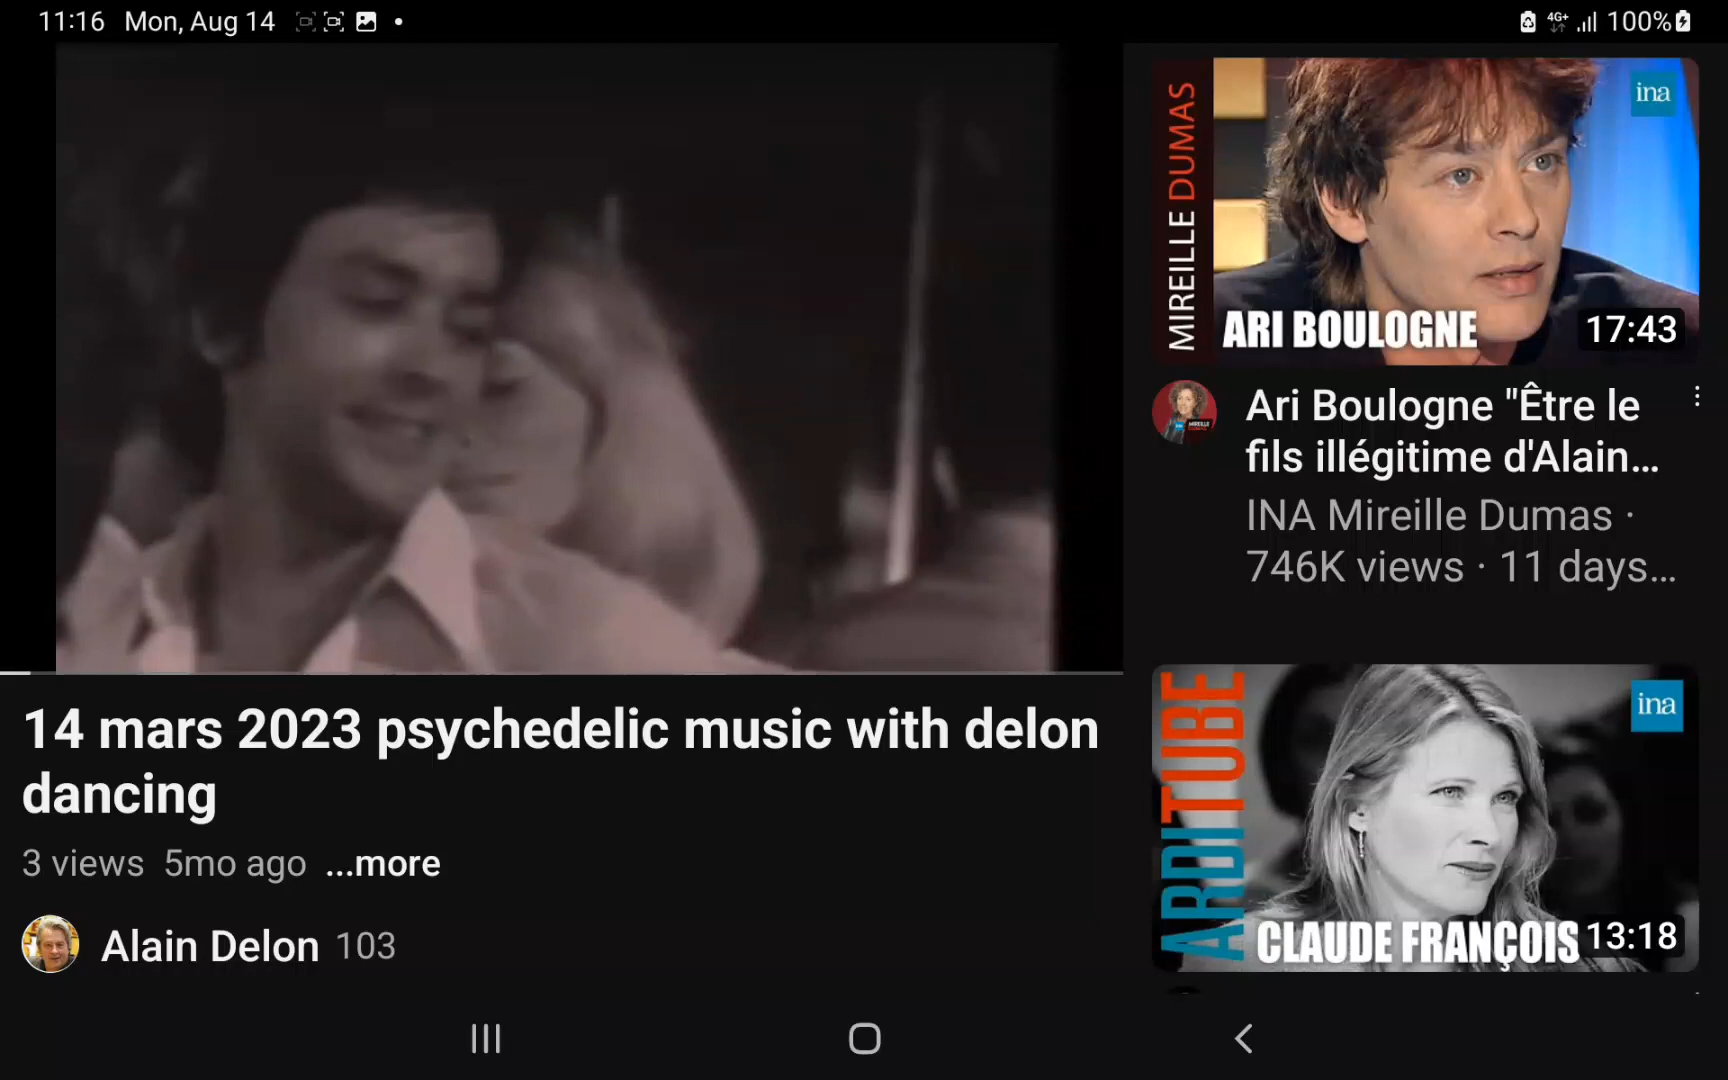 11:16 Mon, Aug 14
4G+ 100%
14 mars 2023 psychedelic music with delon
dancing
3 views 5mo ago ...more
Alain Delon 103
MIREILLE DUMAS
ina
ARI BOULOGNE
17:43
Ari Boulogne "Être le
fils illégitime d'Alain...
INA Mireille Dumas ·
746K views · 11 days...
ARDITUBE
ina
CLAUDE FRANÇOIS
13:18